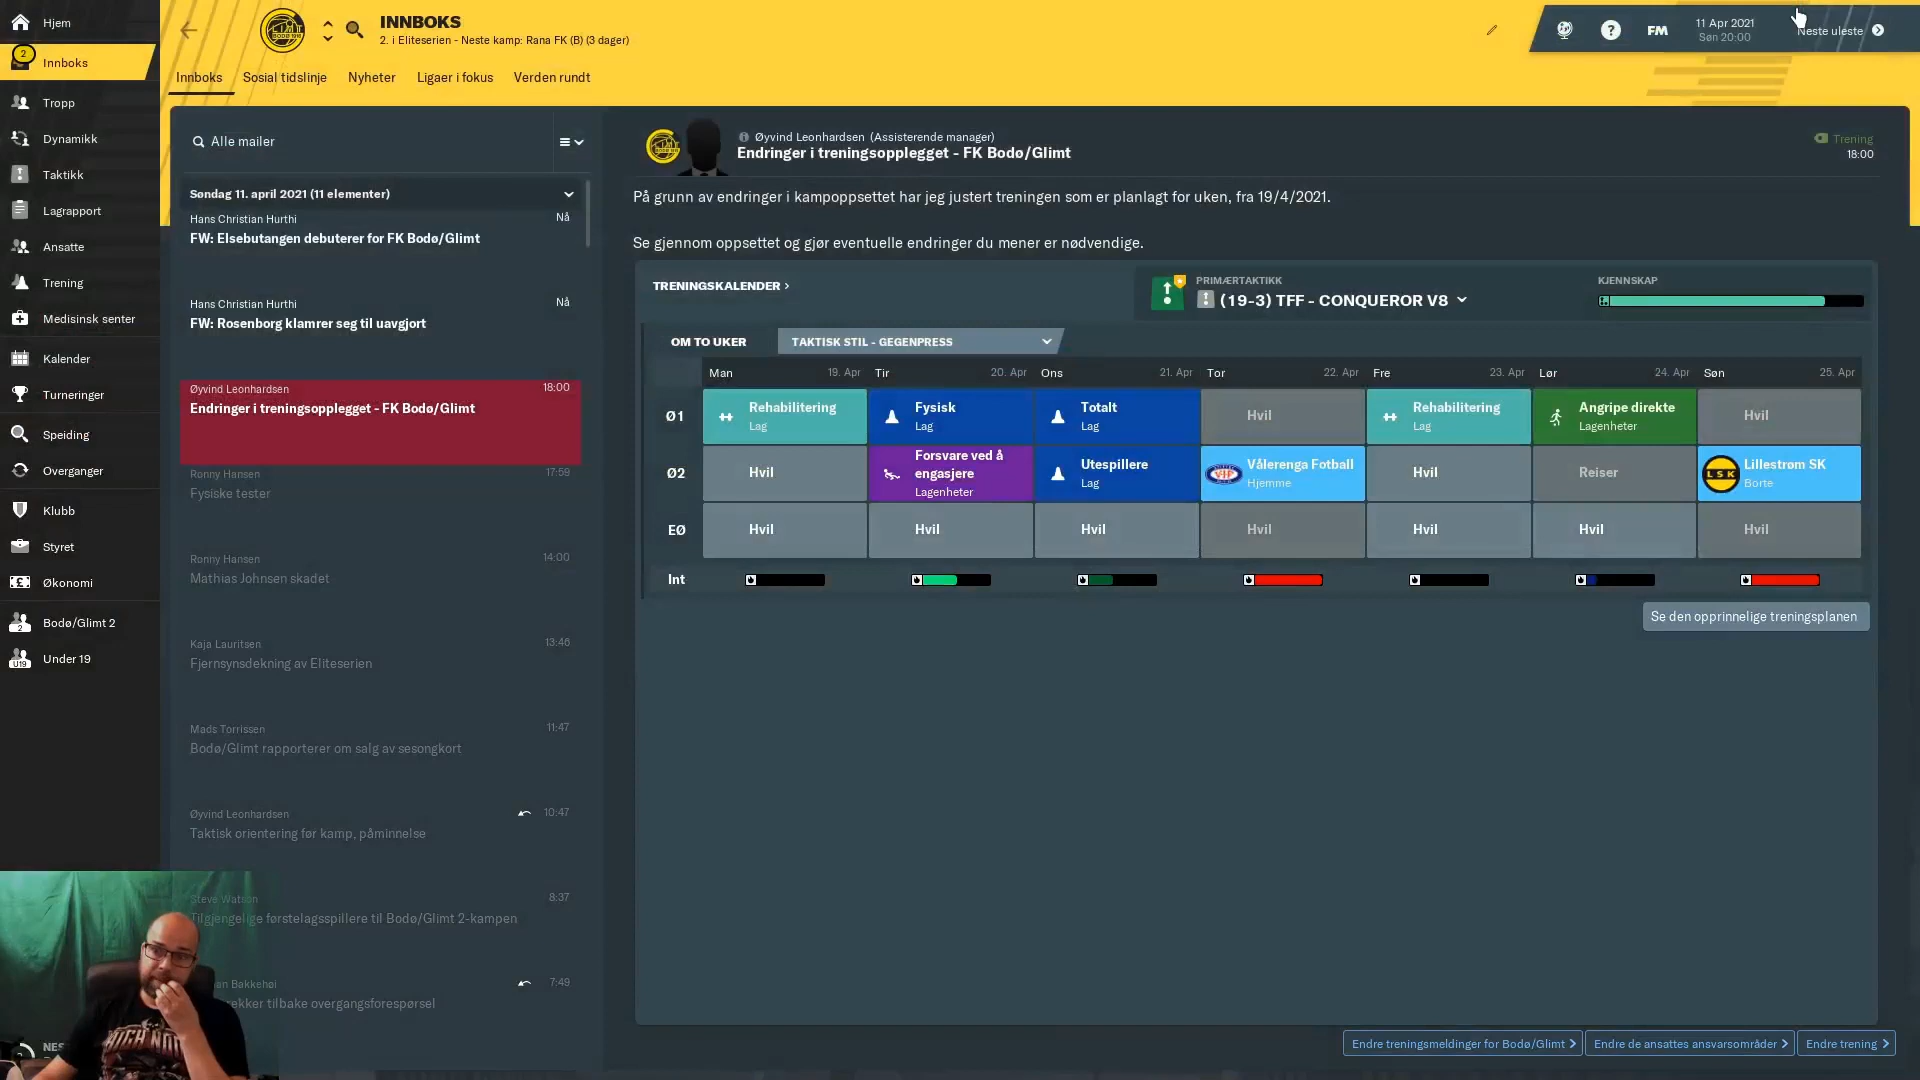 Hjem
2
Innboks
Tropp
Dynamikk
Taktikk
Lagrapport
Ansatte
Trening
Medisinsk senter
Kalender
Turneringer
Speiding
Overganger
Klubb
Styret
Økonomi
2
Bodø/Glimt 2
U19
Under 19
INNBOKS
2. i Eliteserien - Neste kamp: Rana FK (B) (3 dager)
FM
11 Apr 2021
Søn 20:00
Neste uleste
Innboks
Sosial tidslinje
Nyheter
Ligaer i fokus
Verden rundt
Alle mailer
Søndag 11. april 2021 (11 elementer)
Hans Christian Hurthi
Nå
FW: Elsebutangen debuterer for FK Bodø/Glimt
Hans Christian Hurthi
Nå
FW: Rosenborg klamrer seg til uavgjort
Øyvind Leonhardsen
18:00
Endringer i treningsopplegget - FK Bodø/Glimt
Ronny Hansen
17:59
Fysiske tester
Ronny Hansen
14:00
Mathias Johnsen skadet
Kaja Lauritsen
13:46
Fjernsynsdekning av Eliteserien
Mads Torrissen
11:47
Bodø/Glimt rapporterer om salg av sesongkort
Øyvind Leonhardsen
10:47
Taktisk orientering før kamp, påminnelse
Steve Watson
8:37
Tilgjengelige førstelagsspillere til Bodø/Glimt 2-kampen
Bakkehøi
7:49
tilbake overgangsforespørsel
Øyvind Leonhardsen (Assisterende manager)
Endringer i treningsopplegget - FK Bodø/Glimt
Trening
18:00
På grunn av endringer i kampoppsettet har jeg justert treningen som er planlagt for uken, fra 19/4/2021.
Se gjennom oppsettet og gjør eventuelle endringer du mener er nødvendige.
TRENINGSKALENDER
PRIMÆRTAKTIKK
(19-3) TFF - CONQUEROR V8
KJENNSKAP
OM TO UKER
TAKTISK STIL - GEGENPRESS
Man 19. Apr Tir 20. Apr Ons 21. Apr Tor 22. Apr Fre 23. Apr Lør 24. Apr Søn 25. Apr
Ø1
Rehabilitering
Lag
Fysisk
Lag
Totalt
Lag
Hvil
Rehabilitering
Lag
Angripe direkte
Lagenheter
Hvil
Ø2
Hvil
Forsvare ved å
engasjere
Lagenheter
Utespillere
Lag
Vålerenga Fotball
Hjemme
Hvil
Reiser
LSK
Lillestrøm SK
Borte
EØ
Hvil
Hvil
Hvil
Hvil
Hvil
Hvil
Hvil
Int
Se den opprinnelige treningsplanen
Endre treningsmeldinger for Bodø/Glimt
Endre de ansattes ansvarsområder
Endre trening